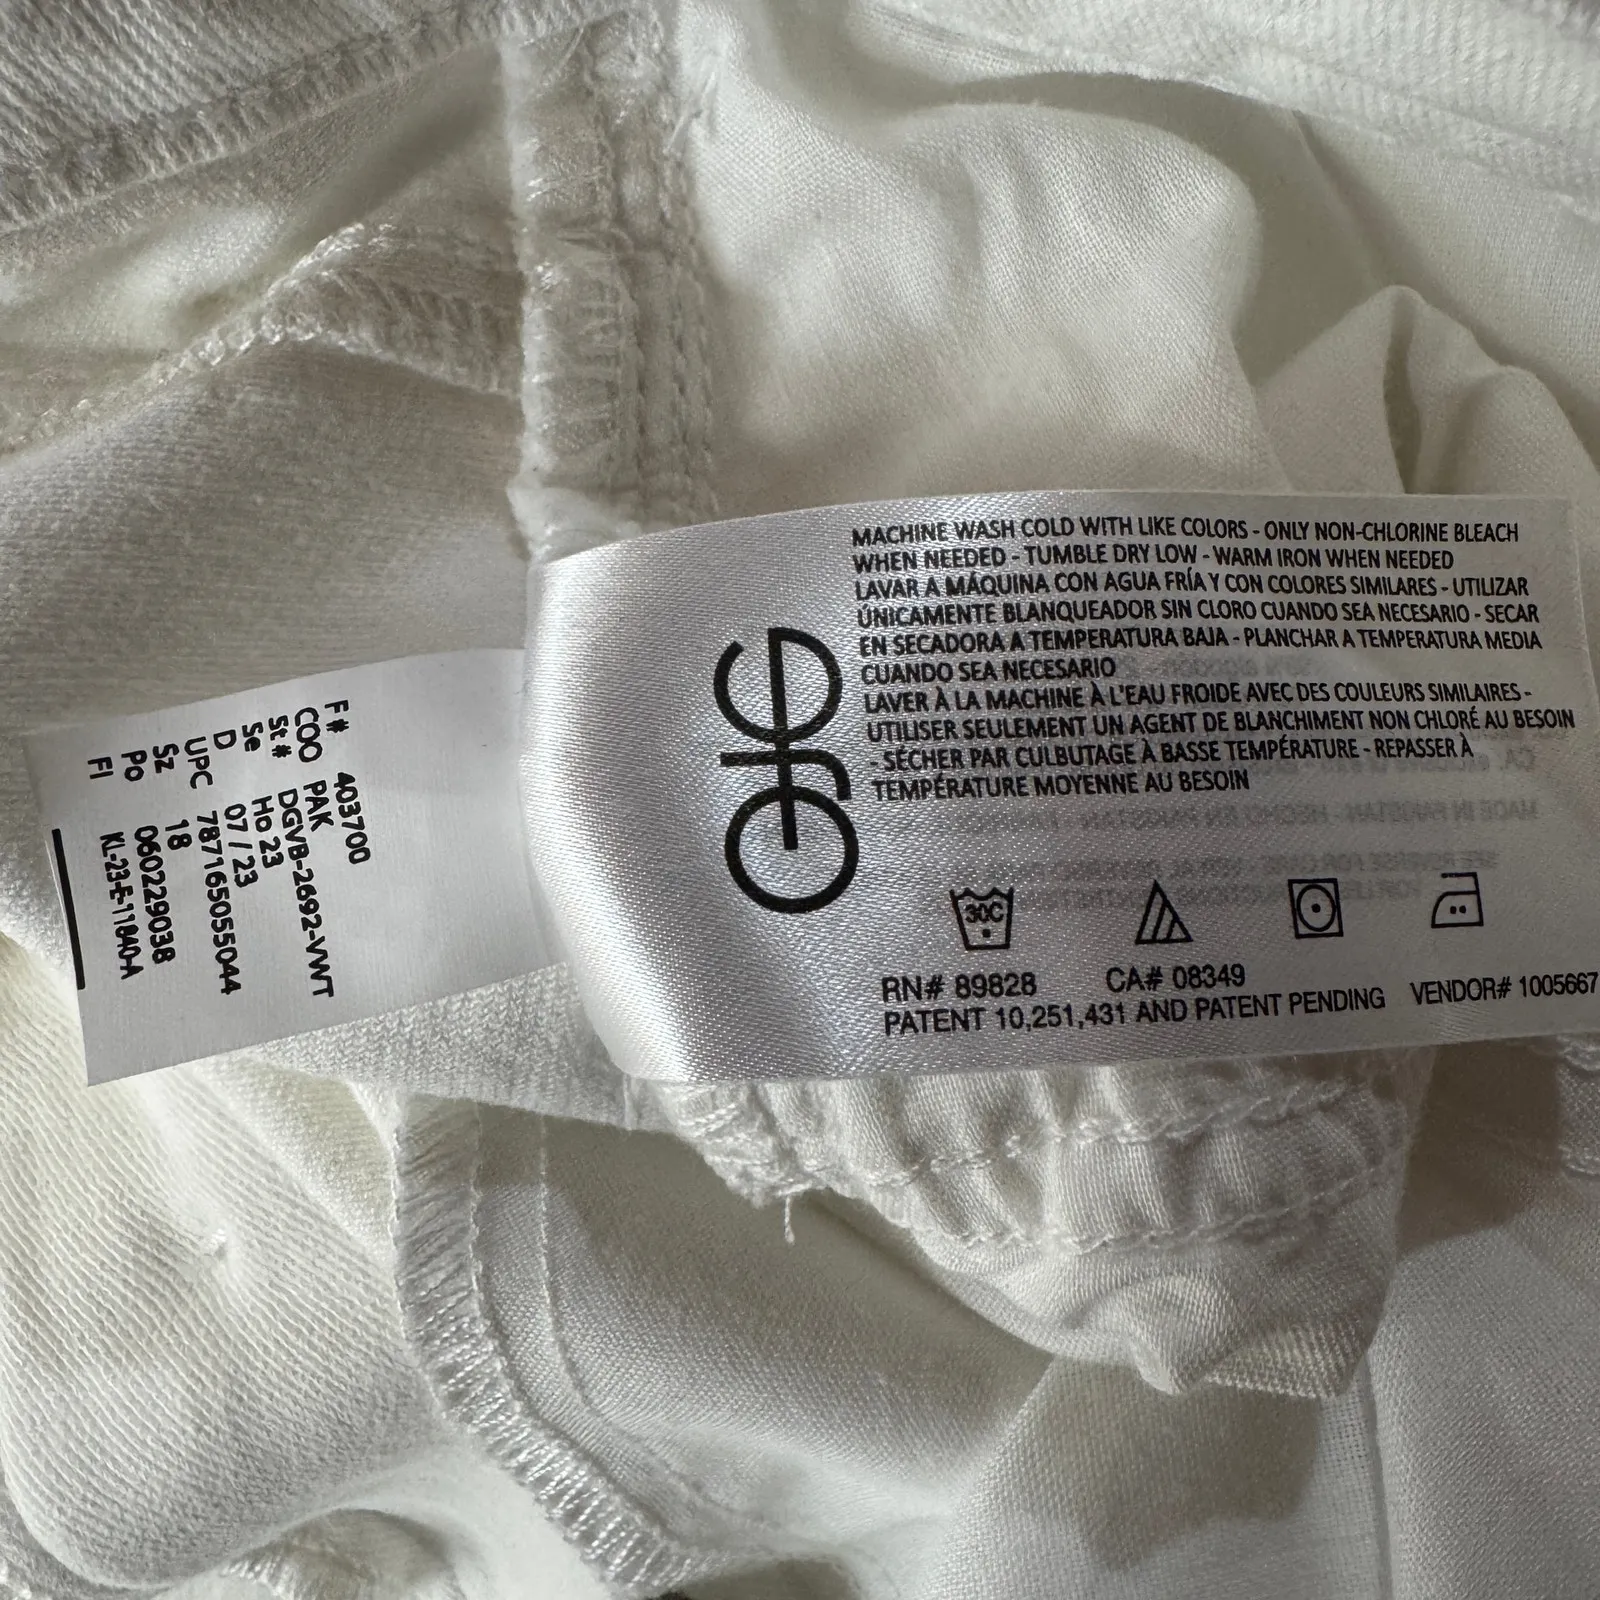 F# 403700
COO PAK
St# DGVB-2692-VWT
Se Ho 23
D 07 / 23
UPC 787165055044
Sz 18
Po 060229038
FI KL-23-E-11840-A
MACHINE WASH COLD WITH LIKE COLORS - ONLY NON-CHLORINE BLEACH
WHEN NEEDED - TUMBLE DRY LOW - WARM IRON WHEN NEEDED
LAVAR A MÁQUINA CON AGUA FRÍA Y CON COLORES SIMILARES - UTILIZAR
ÚNICAMENTE BLANQUEADOR SIN CLORO CUANDO SEA NECESARIO - SECAR
EN SECADORA A TEMPERATURA BAJA - PLANCHAR A TEMPERATURA MEDIA
CUANDO SEA NECESARIO
LAVER À LA MACHINE À L'EAU FROIDE AVEC DES COULEURS SIMILAIRES -
UTILISER SEULEMENT UN AGENT DE BLANCHIMENT NON CHLORÉ AU BESOIN
- SÉCHER PAR CULBUTAGE À BASSE TEMPÉRATURE - REPASSER À
TEMPÉRATURE MOYENNE AU BESOIN
30C
RN# 89828 CA# 08349 VENDOR# 1005667
PATENT 10,251,431 AND PATENT PENDING